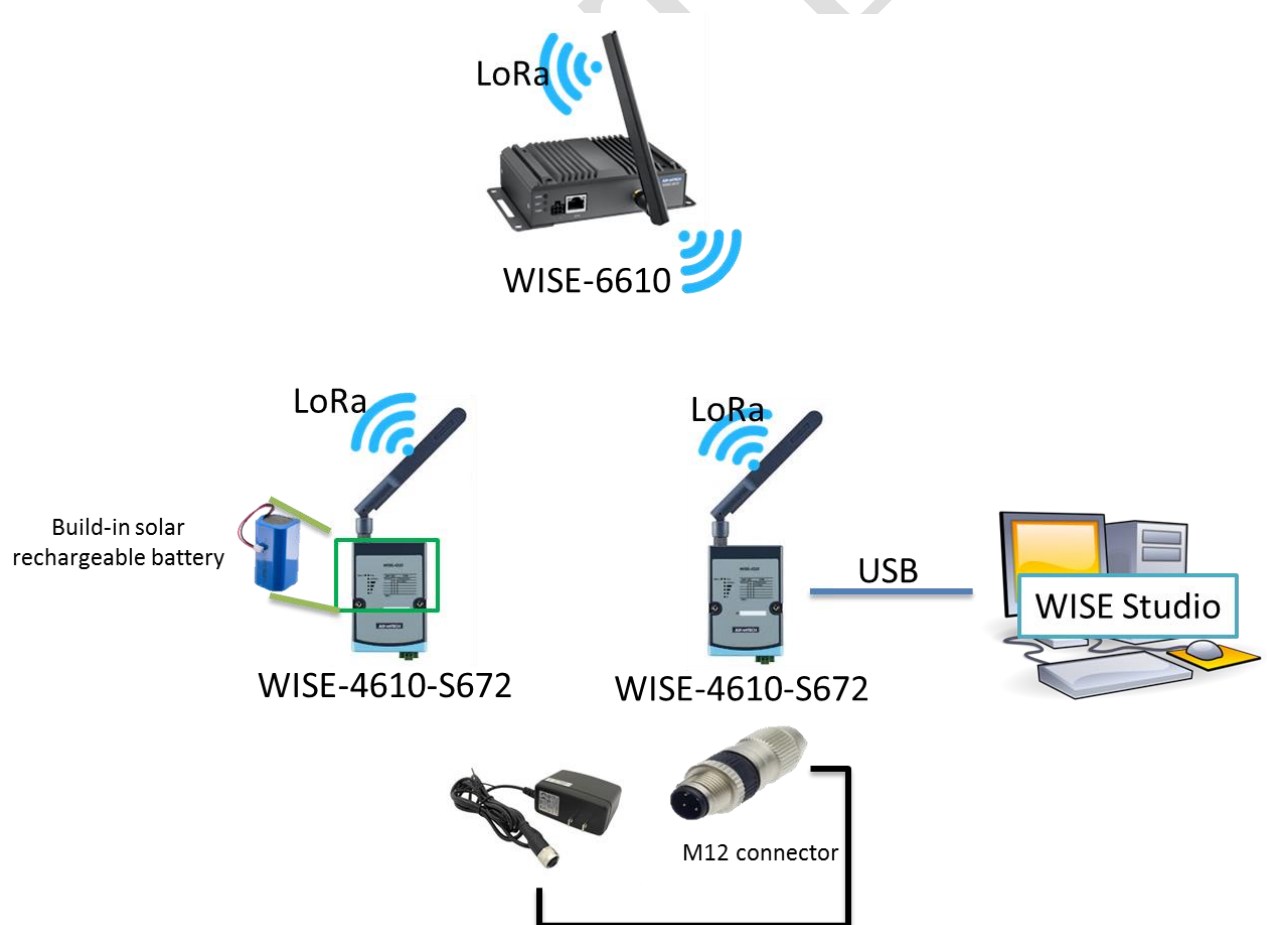 LoRa
WISE-6610
LoRa
LoRa
Build-in solar
rechargeable battery
USB
WISE Studio
WISE-4610-S672
WISE-4610-S672
M12 connector